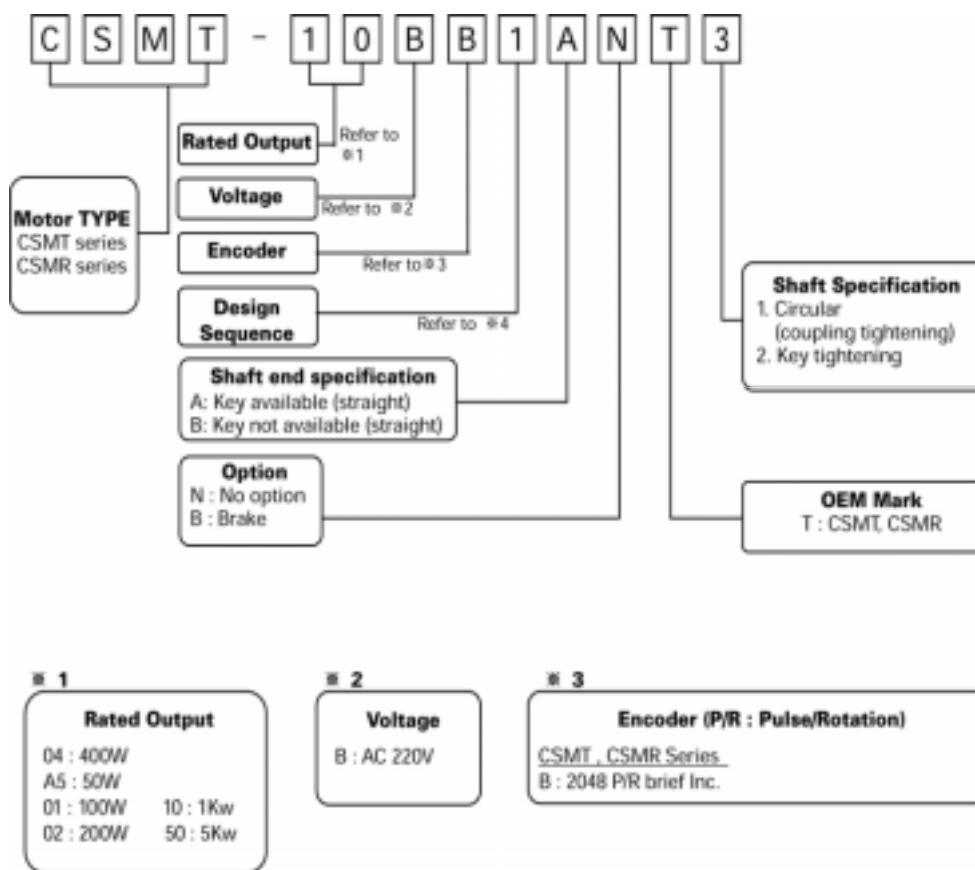 C S M T - 1 0 B B 1 A N T 3
Rated Output
Refer to
※1
Voltage
Refer to ※2
Encoder
Refer to※3
Design
Sequence
Refer to ※4
Motor TYPE
CSMT series
CSMR series
Shaft end specification
A: Key available (straight)
B: Key not available (straight)
Option
N : No option
B : Brake
Shaft Specification
1. Circular
(coupling tightening)
2. Key tightening
OEM Mark
T : CSMT, CSMR
※ 1
Rated Output
04 : 400W
A5 : 50W
01 : 100W 10 : 1Kw
02 : 200W 50 : 5Kw
※ 2
Voltage
B : AC 220V
※ 3
Encoder (P/R : Pulse/Rotation)
CSMT , CSMR Series
B : 2048 P/R brief Inc.